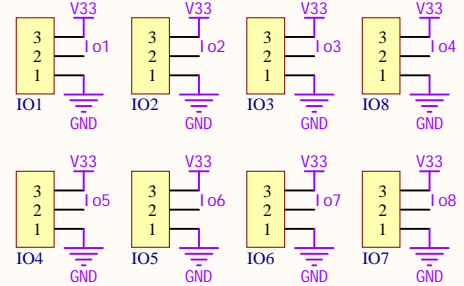 V33 V33 V33 V33
3 Io1 3 Io2 3 Io3 3 Io4
2 2 2 2
1 1 1 1
IO1 IO2 IO3 IO8
GND GND GND GND
V33 V33 V33 V33
3 Io5 3 Io6 3 Io7 3 Io8
2 2 2 2
1 1 1 1
IO4 IO5 IO6 IO7
GND GND GND GND